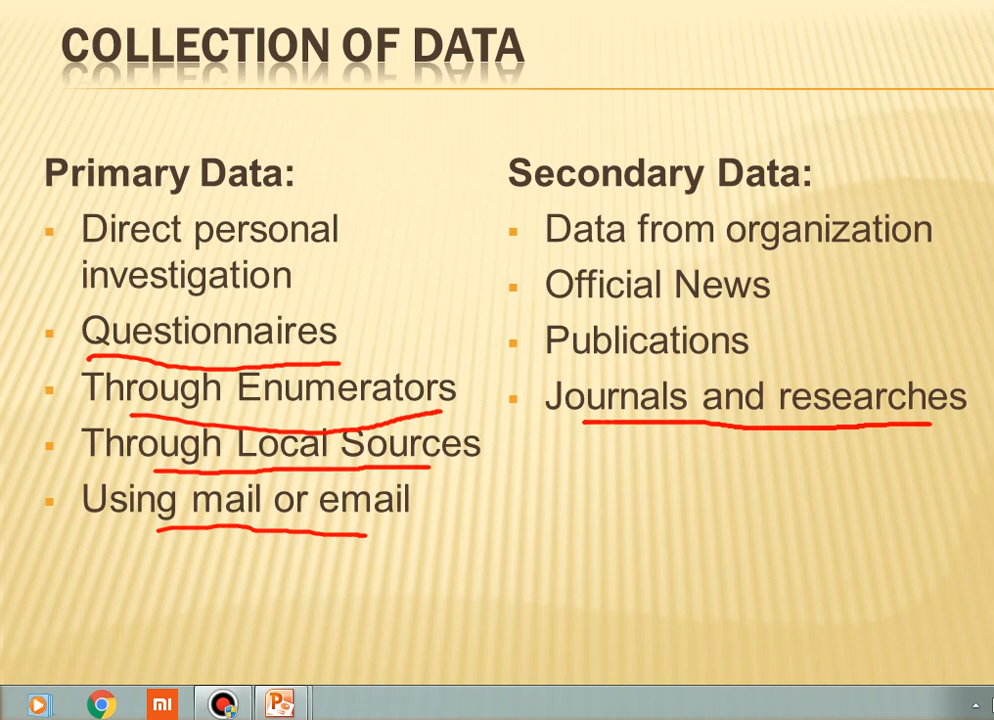 COLLECTION OF DATA
Primary Data:
Direct personal
investigation
Questionnaires
Through Enumerators
Through Local Sources
Using mail or email
Secondary Data:
Data from organization
Official News
Publications
Journals and researches
mi